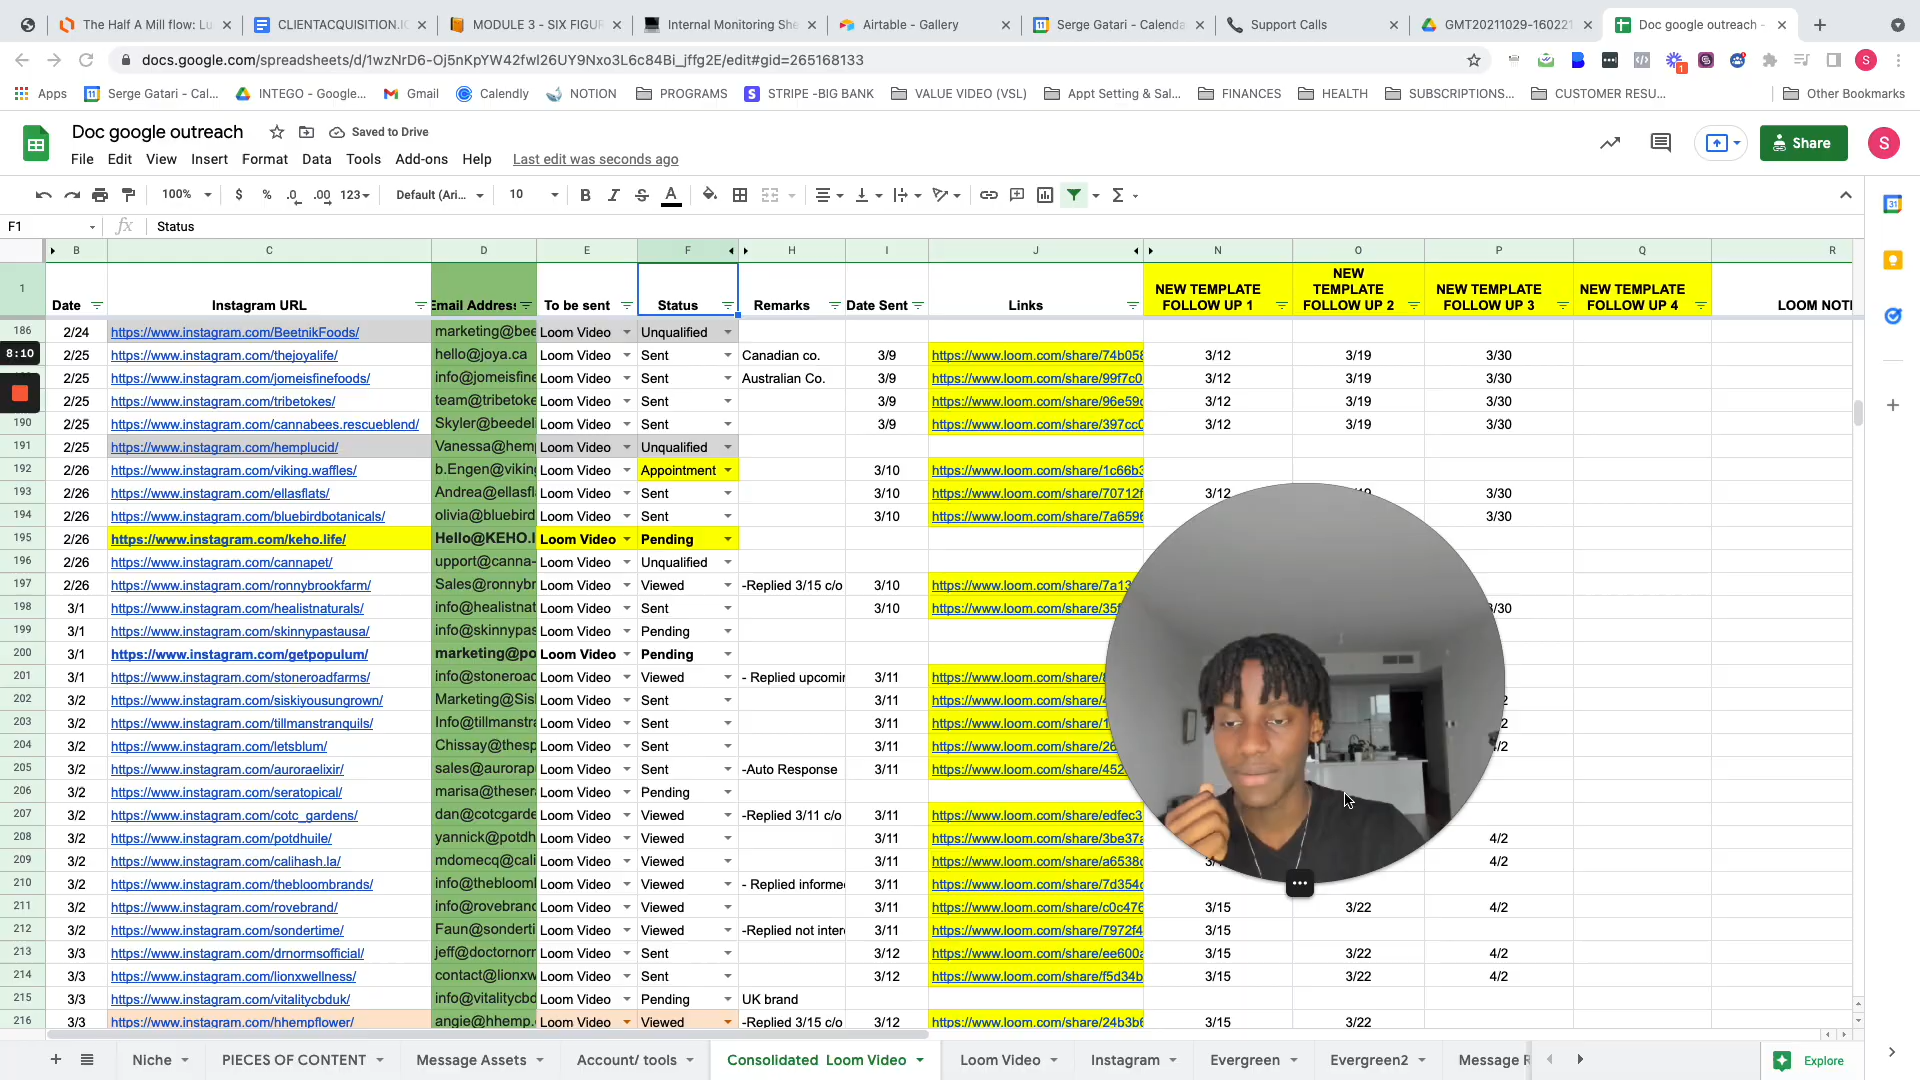 The Half A Mill flow: Lu
CLIENTACQUISITION.IO
MODULE 3 - SIX FIGUR
Internal Monitoring She
Airtable - Gallery
Serge Gatari - Calenda
Support Calls
GMT20211029-160221
Doc google outreach -
docs.google.com/spreadsheets/d/1wzNrD6-Oj5nKpYW42fwI26UY9Nxo3L6c84Bi_jffg2E/edit#gid=265168133
Apps
Serge Gatari - Cal...
INTEGO - Google...
Gmail
Calendly
NOTION
PROGRAMS
STRIPE -BIG BANK
VALUE VIDEO (VSL)
Appt Setting & Sal...
FINANCES
HEALTH
SUBSCRIPTIONS...
CUSTOMER RESU...
Other Bookmarks
Doc google outreach
Saved to Drive
File Edit View Insert Format Data Tools Add-ons Help Last edit was seconds ago
Share
S
100% $ % .0 .00 123 Default (Ari... 10 B I S A
F1 fx Status
B C D E F H I J N O P Q R
1 Date Instagram URL Email Address To be sent Status Remarks Date Sent Links NEW TEMPLATE FOLLOW UP 1 NEW TEMPLATE FOLLOW UP 2 NEW TEMPLATE FOLLOW UP 3 NEW TEMPLATE FOLLOW UP 4 LOOM NOT
186 2/24 https://www.instagram.com/BeetnikFoods/ marketing@bee Loom Video Unqualified
8:10 2/25 https://www.instagram.com/thejoyalife/ hello@joya.ca Loom Video Sent Canadian co. 3/9 https://www.loom.com/share/74b058 3/12 3/19 3/30
2/25 https://www.instagram.com/jomeisfinefoods/ info@jomeisfine Loom Video Sent Australian Co. 3/9 https://www.loom.com/share/99f7c0 3/12 3/19 3/30
2/25 https://www.instagram.com/tribetokes/ team@tribetoke Loom Video Sent 3/9 https://www.loom.com/share/96e59c 3/12 3/19 3/30
190 2/25 https://www.instagram.com/cannabees.rescueblend/ Skyler@beedel Loom Video Sent 3/9 https://www.loom.com/share/397cc0 3/12 3/19 3/30
191 2/25 https://www.instagram.com/hemplucid/ Vanessa@hemp Loom Video Unqualified
192 2/26 https://www.instagram.com/viking.waffles/ b.Engen@vikin Loom Video Appointment 3/10 https://www.loom.com/share/1c66b3
193 2/26 https://www.instagram.com/ellasflats/ Andrea@ellasfl Loom Video Sent 3/10 https://www.loom.com/share/70712f 3/12 3/30
194 2/26 https://www.instagram.com/bluebirdbotanicals/ olivia@bluebird Loom Video Sent 3/10 https://www.loom.com/share/7a6596 3/30
195 2/26 https://www.instagram.com/keho.life/ Hello@KEHO.l Loom Video Pending
196 2/26 https://www.instagram.com/cannapet/ upport@canna- Loom Video Unqualified
197 2/26 https://www.instagram.com/ronnybrookfarm/ Sales@ronnybr Loom Video Viewed -Replied 3/15 c/o 3/10 https://www.loom.com/share/7a13
198 3/1 https://www.instagram.com/healistnaturals/ info@healistnat Loom Video Sent 3/10 https://www.loom.com/share/35 3/30
199 3/1 https://www.instagram.com/skinnypastausa/ info@skinnypas Loom Video Pending
200 3/1 https://www.instagram.com/getpopulum/ marketing@po Loom Video Pending
201 3/1 https://www.instagram.com/stoneroadfarms/ info@stoneroad Loom Video Viewed - Replied upcomin 3/11 https://www.loom.com/share/
202 3/2 https://www.instagram.com/siskiyousungrown/ Marketing@Sisk Loom Video Sent 3/11 https://www.loom.com/share/
203 3/2 https://www.instagram.com/tillmanstranquils/ Info@tillmanstra Loom Video Sent 3/11 https://www.loom.com/share/1
204 3/2 https://www.instagram.com/letsblum/ Chissay@thesp Loom Video Sent 3/11 https://www.loom.com/share/26
205 3/2 https://www.instagram.com/auroraelixir/ sales@aurorap Loom Video Sent -Auto Response 3/11 https://www.loom.com/share/452
206 3/2 https://www.instagram.com/seratopical/ marisa@theser Loom Video Pending
207 3/2 https://www.instagram.com/cotc_gardens/ dan@cotcgarde Loom Video Viewed -Replied 3/11 c/o 3/11 https://www.loom.com/share/edfec3
208 3/2 https://www.instagram.com/potdhuile/ yannick@potdh Loom Video Viewed 3/11 https://www.loom.com/share/3be37a 4/2
209 3/2 https://www.instagram.com/calihash.la/ mdomecq@cali Loom Video Viewed 3/11 https://www.loom.com/share/a6538c 4/2
210 3/2 https://www.instagram.com/thebloombrands/ info@thebloom Loom Video Viewed - Replied informe 3/11 https://www.loom.com/share/7d354c
211 3/2 https://www.instagram.com/rovebrand/ info@rovebrand Loom Video Viewed 3/11 https://www.loom.com/share/c0c476 3/15 3/22 4/2
212 3/2 https://www.instagram.com/sondertime/ Faun@sonderti Loom Video Viewed -Replied not inter 3/11 https://www.loom.com/share/7972f4 3/15
213 3/3 https://www.instagram.com/drnormsofficial/ jeff@doctornorr Loom Video Sent 3/12 https://www.loom.com/share/ee600a 3/15 3/22 4/2
214 3/3 https://www.instagram.com/lionxwellness/ contact@lionxw Loom Video Sent 3/12 https://www.loom.com/share/f5d34b 3/15 3/22 4/2
215 3/3 https://www.instagram.com/vitalitycbduk/ info@vitalitycbd Loom Video Pending UK brand
216 3/3 https://www.instagram.com/hhempflower/ angie@hhemp. Loom Video Viewed -Replied 3/15 c/o 3/12 https://www.loom.com/share/24b3b6 3/15 3/22
Niche PIECES OF CONTENT Message Assets Account/ tools Consolidated Loom Video Loom Video Instagram Evergreen Evergreen2 Message R Explore